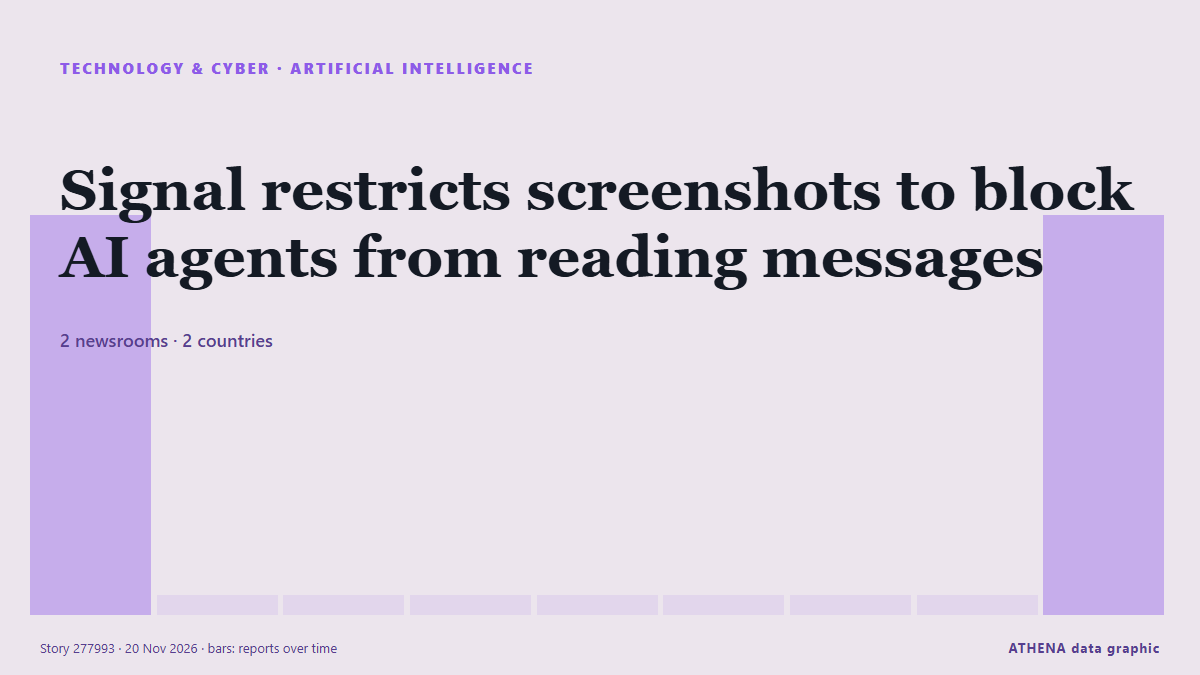 TECHNOLOGY & CYBER · ARTIFICIAL INTELLIGENCE
Signal restricts screenshots to block
AI agents from reading messages
2 newsrooms · 2 countries
Story 277993 · 20 Nov 2026 · bars: reports over time
ATHENA data graphic